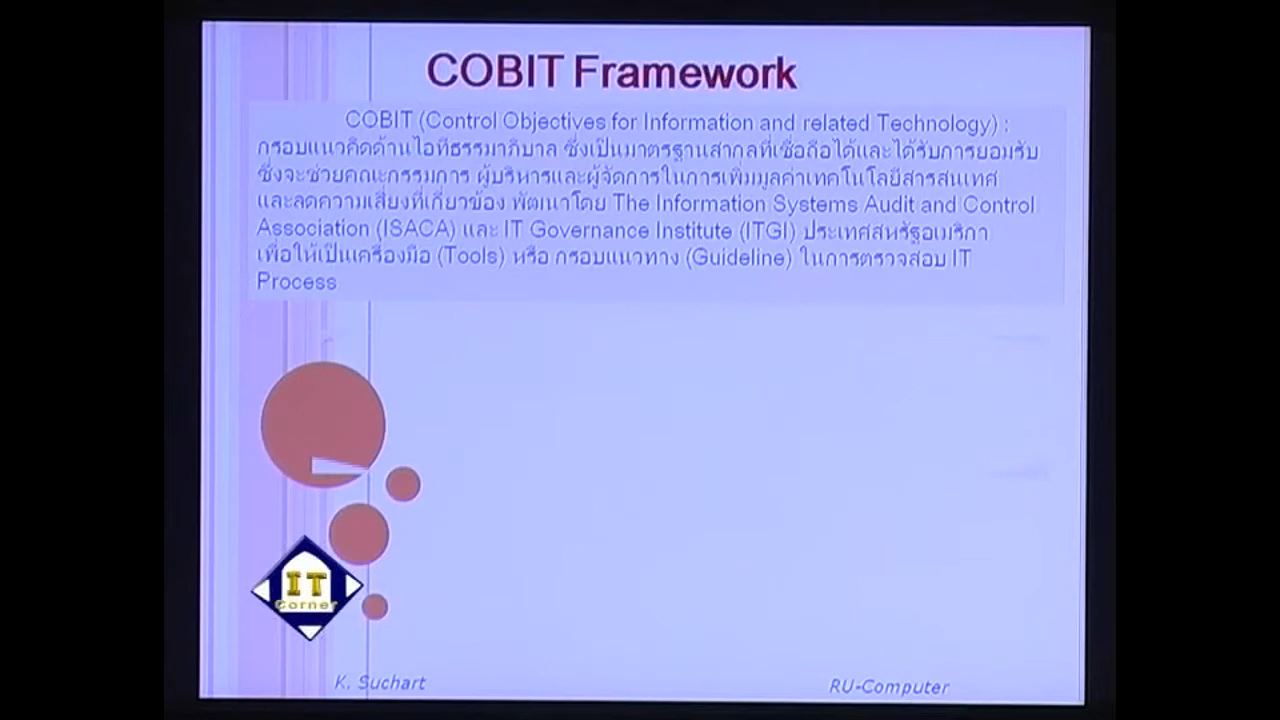 COBIT Framework
COBIT (Control Objectives for Information and related Technology) :
กรอบแนวคิดด้านไอทีธรรมาภิบาล ซึ่งเป็นมาตรฐานสากลที่เชื่อถือได้และได้รับการยอมรับ
ซึ่งจะช่วยคณะกรรมการ ผู้บริหารและผู้จัดการในการเพิ่มมูลค่าเทคโนโลยีสารสนเทศ
และลดความเสี่ยงที่เกี่ยวข้อง พัฒนาโดย The Information Systems Audit and Control
Association (ISACA) และ IT Governance Institute (ITGI) ประเทศสหรัฐอเมริกา
เพื่อให้เป็นเครื่องมือ (Tools) หรือ กรอบแนวทาง (Guideline) ในการตรวจสอบ IT
Process
IT
Corner
K. Suchart
RU-Computer